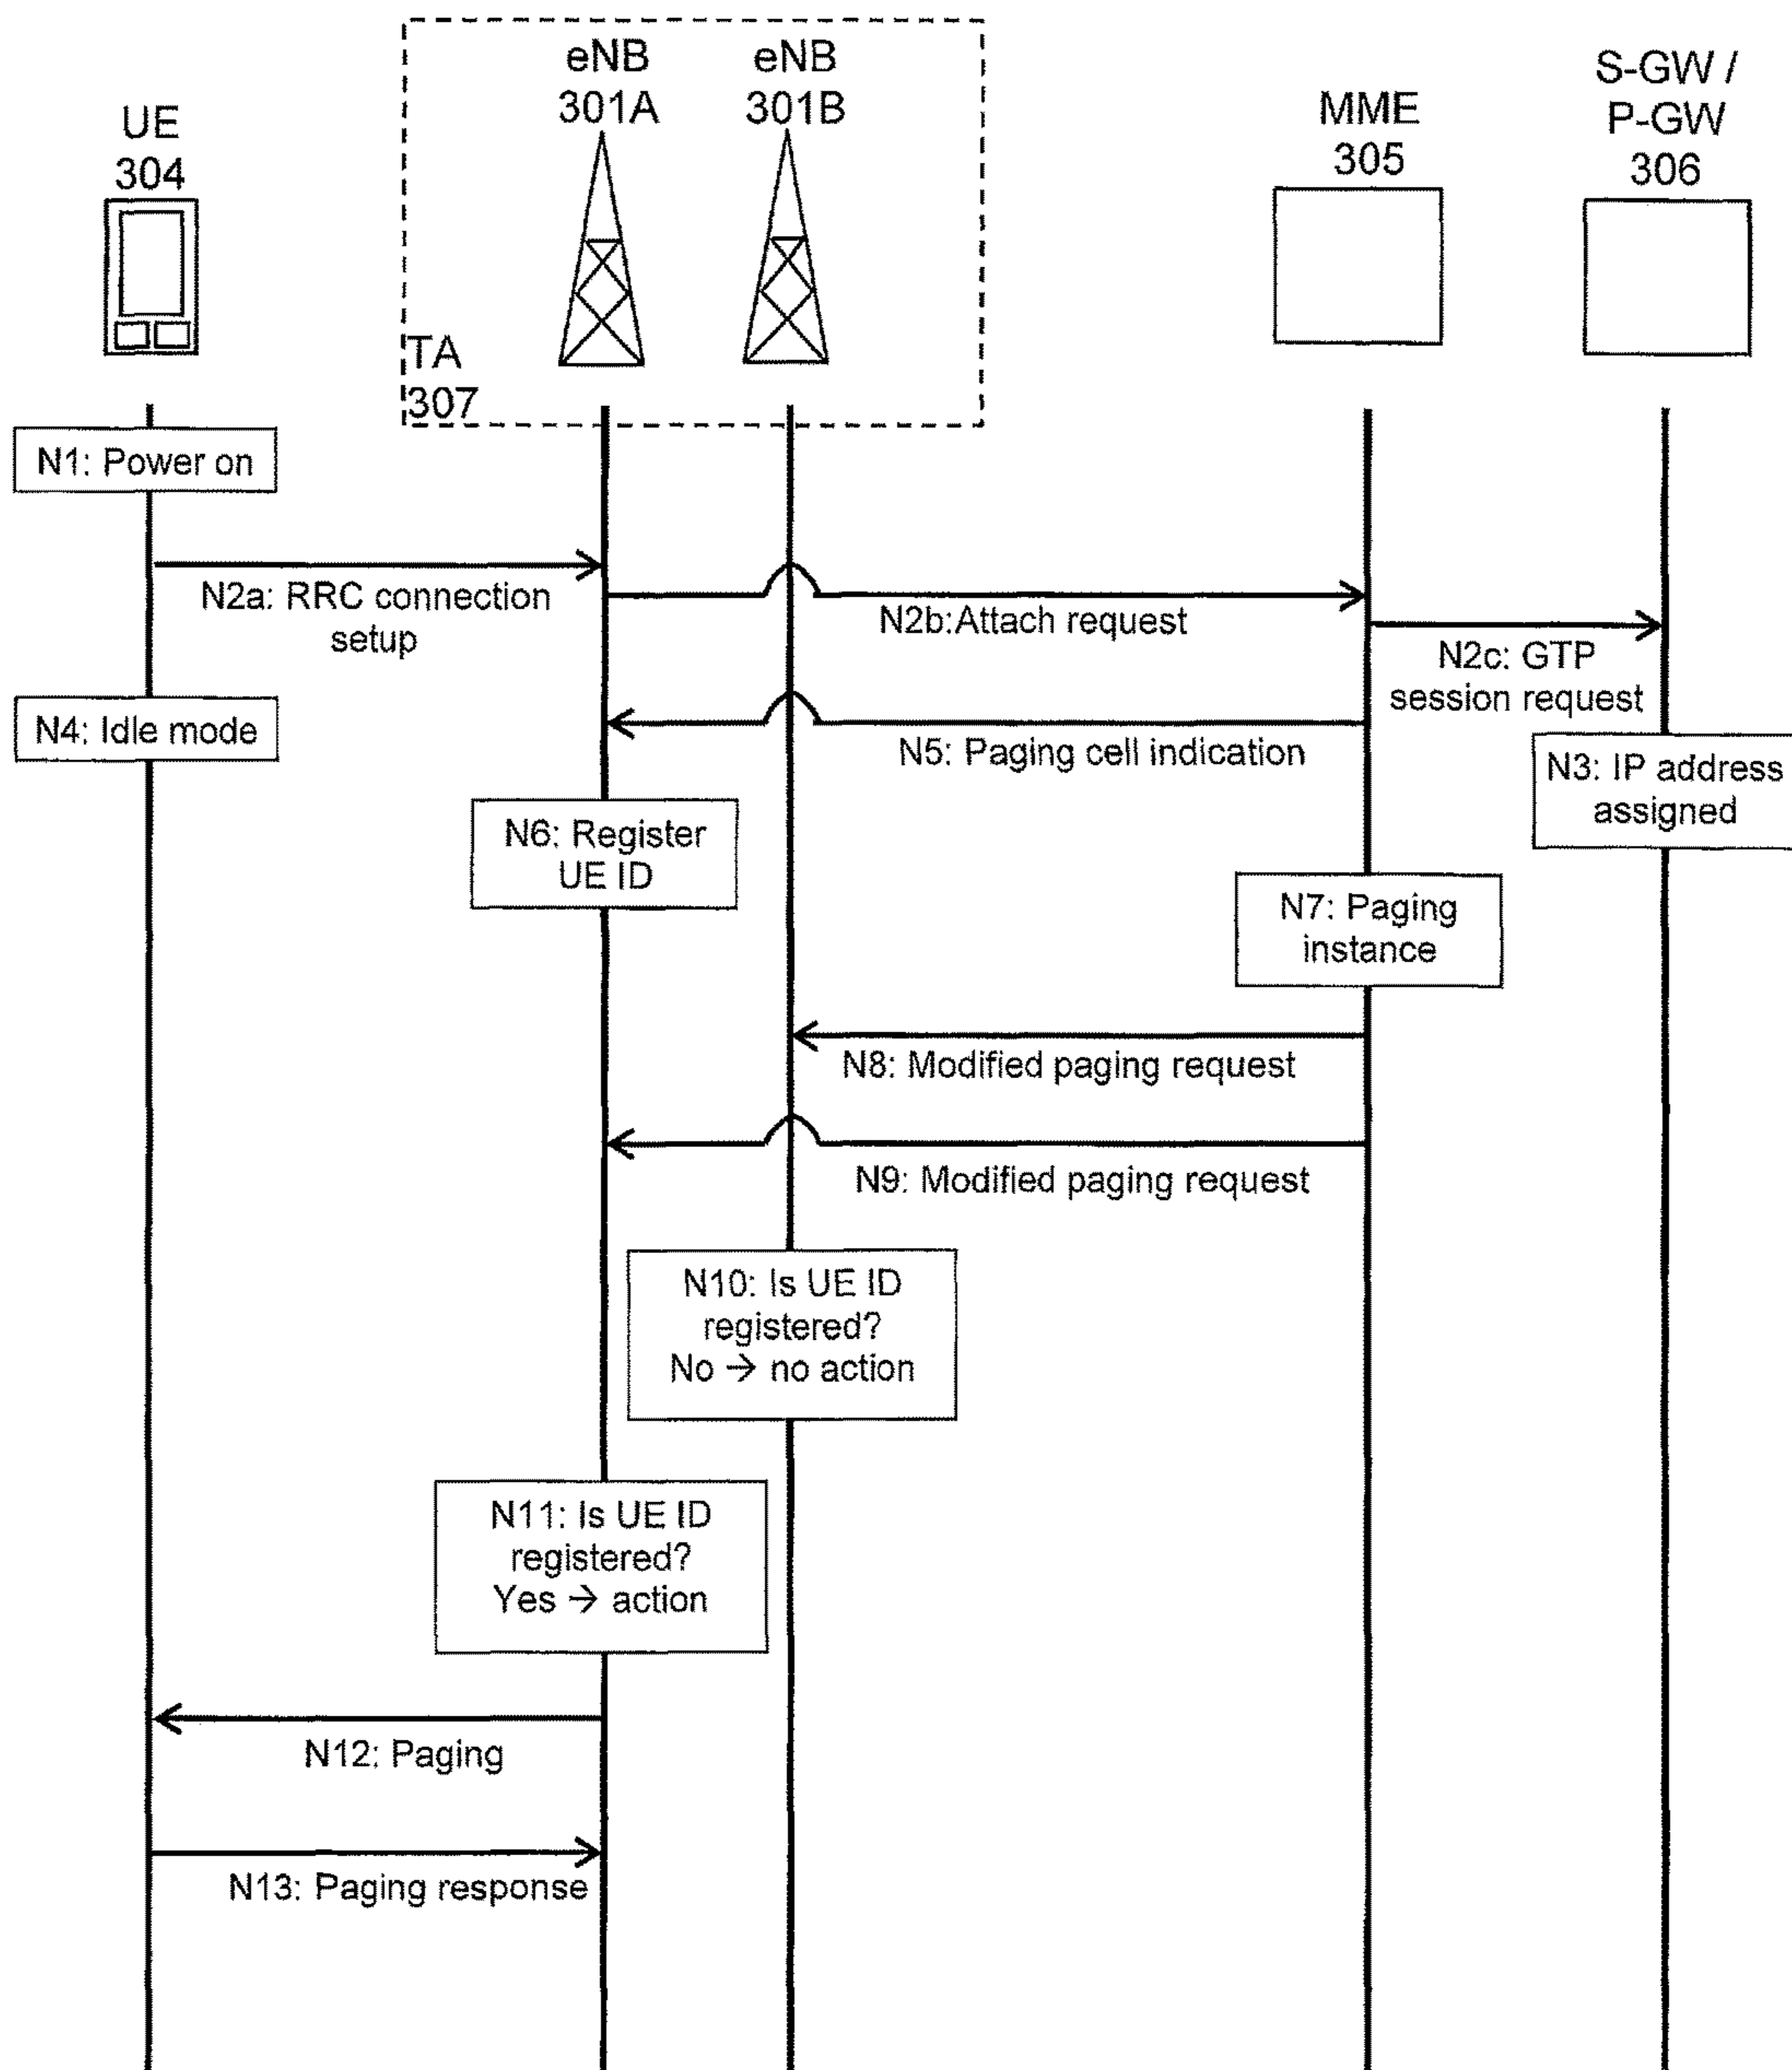 UE
304
eNB
301A
eNB
301B
MME
305
S-GW /
P-GW
306
TA
307
N1: Power on
N2a: RRC connection
setup
N2b:Attach request
N2c: GTP
session request
N4: Idle mode
N5: Paging cell indication
N3: IP address
assigned
N6: Register
UE ID
N7: Paging
instance
N8: Modified paging request
N9: Modified paging request
N10: Is UE ID
registered?
No → no action
N11: Is UE ID
registered?
Yes → action
N12: Paging
N13: Paging response